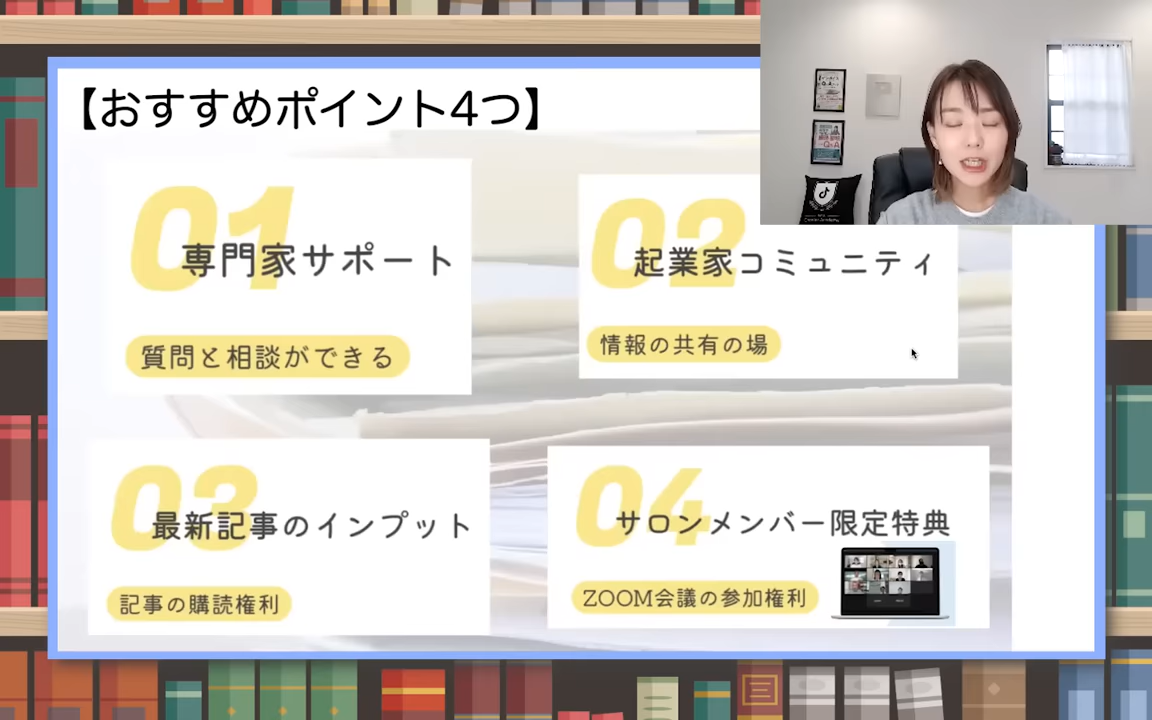 【おすすめポイント4つ】
01
専門家サポート
質問と相談ができる
02
起業家コミュニティ
情報の共有の場
03
最新記事のインプット
記事の購読権利
04
サロンメンバー限定特典
ZOOM会議の参加権利
Q&A